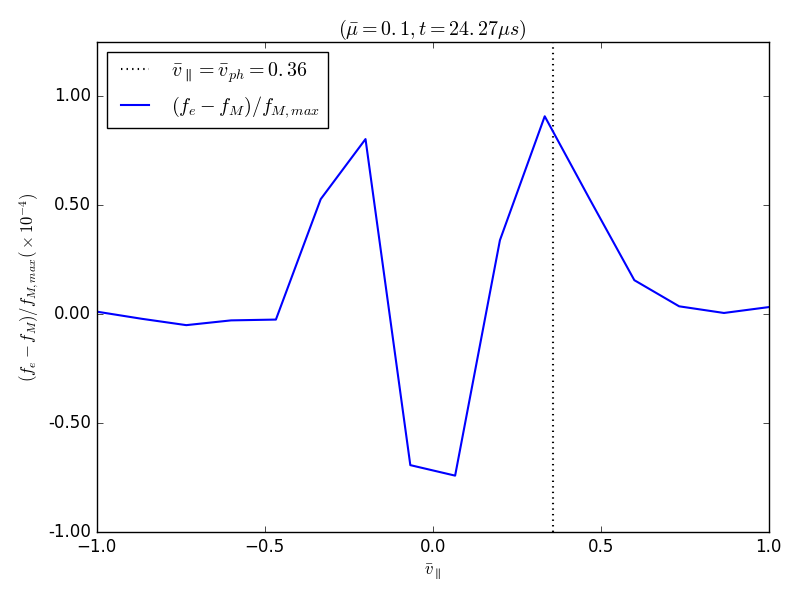 (μ̄ = 0.1, t = 24.27μs)
v̄∥ = v̄ph = 0.36
(fe − fM)/fM,max
(fe − fM)/fM,max(×10⁻⁴)
1.00
0.50
0.00
-0.50
-1.00
−1.0 −0.5 0.0 0.5 1.0
v̄∥